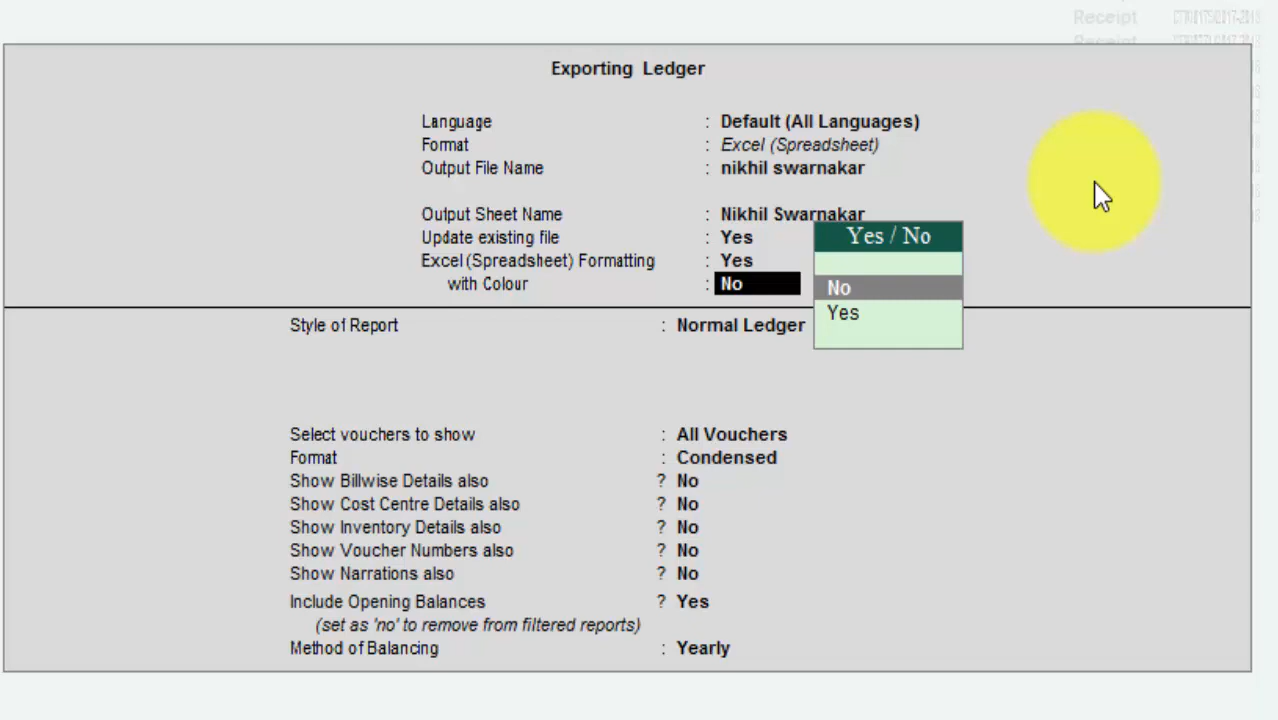 Receipt
Receipt
Exporting Ledger
Language : Default (All Languages)
Format : Excel (Spreadsheet)
Output File Name : nikhil swarnakar
Output Sheet Name : Nikhil Swarnakar
Update existing file : Yes
Yes / No
Excel (Spreadsheet) Formatting : Yes
with Colour : No
No
Yes
Style of Report : Normal Ledger
Select vouchers to show : All Vouchers
Format : Condensed
Show Billwise Details also ? No
Show Cost Centre Details also ? No
Show Inventory Details also ? No
Show Voucher Numbers also ? No
Show Narrations also ? No
Include Opening Balances ? Yes
(set as 'no' to remove from filtered reports)
Method of Balancing : Yearly